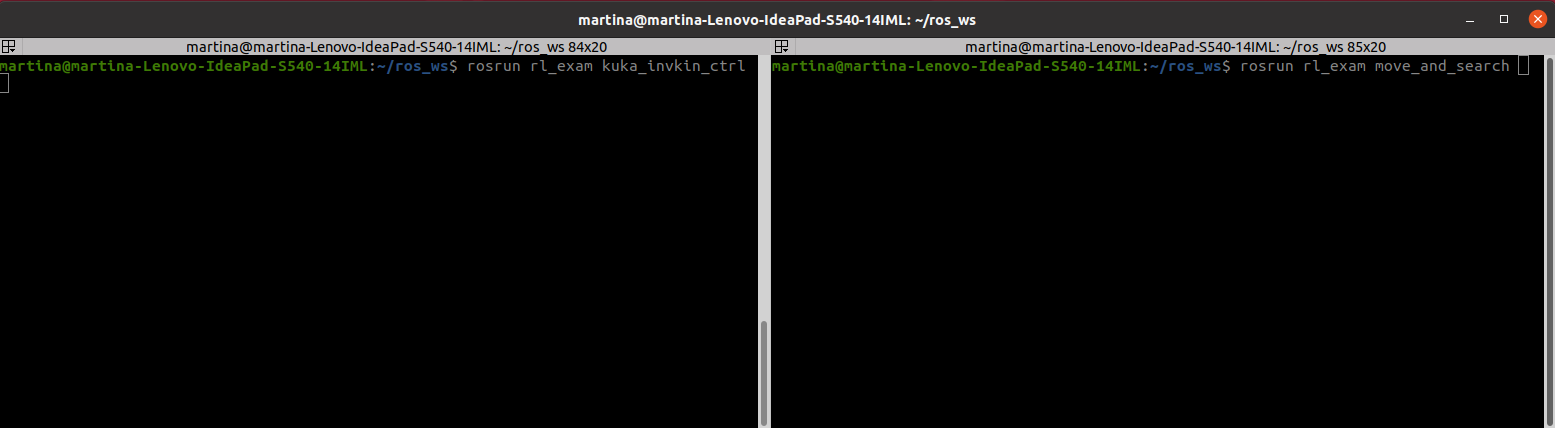 martina@martina-Lenovo-IdeaPad-S540-14IML: ~/ros_ws
martina@martina-Lenovo-IdeaPad-S540-14IML: ~/ros_ws 84x20
martina@martina-Lenovo-IdeaPad-S540-14IML:~/ros_ws$ rosrun rl_exam kuka_invkin_ctrl
martina@martina-Lenovo-IdeaPad-S540-14IML: ~/ros_ws 85x20
martina@martina-Lenovo-IdeaPad-S540-14IML:~/ros_ws$ rosrun rl_exam move_and_search